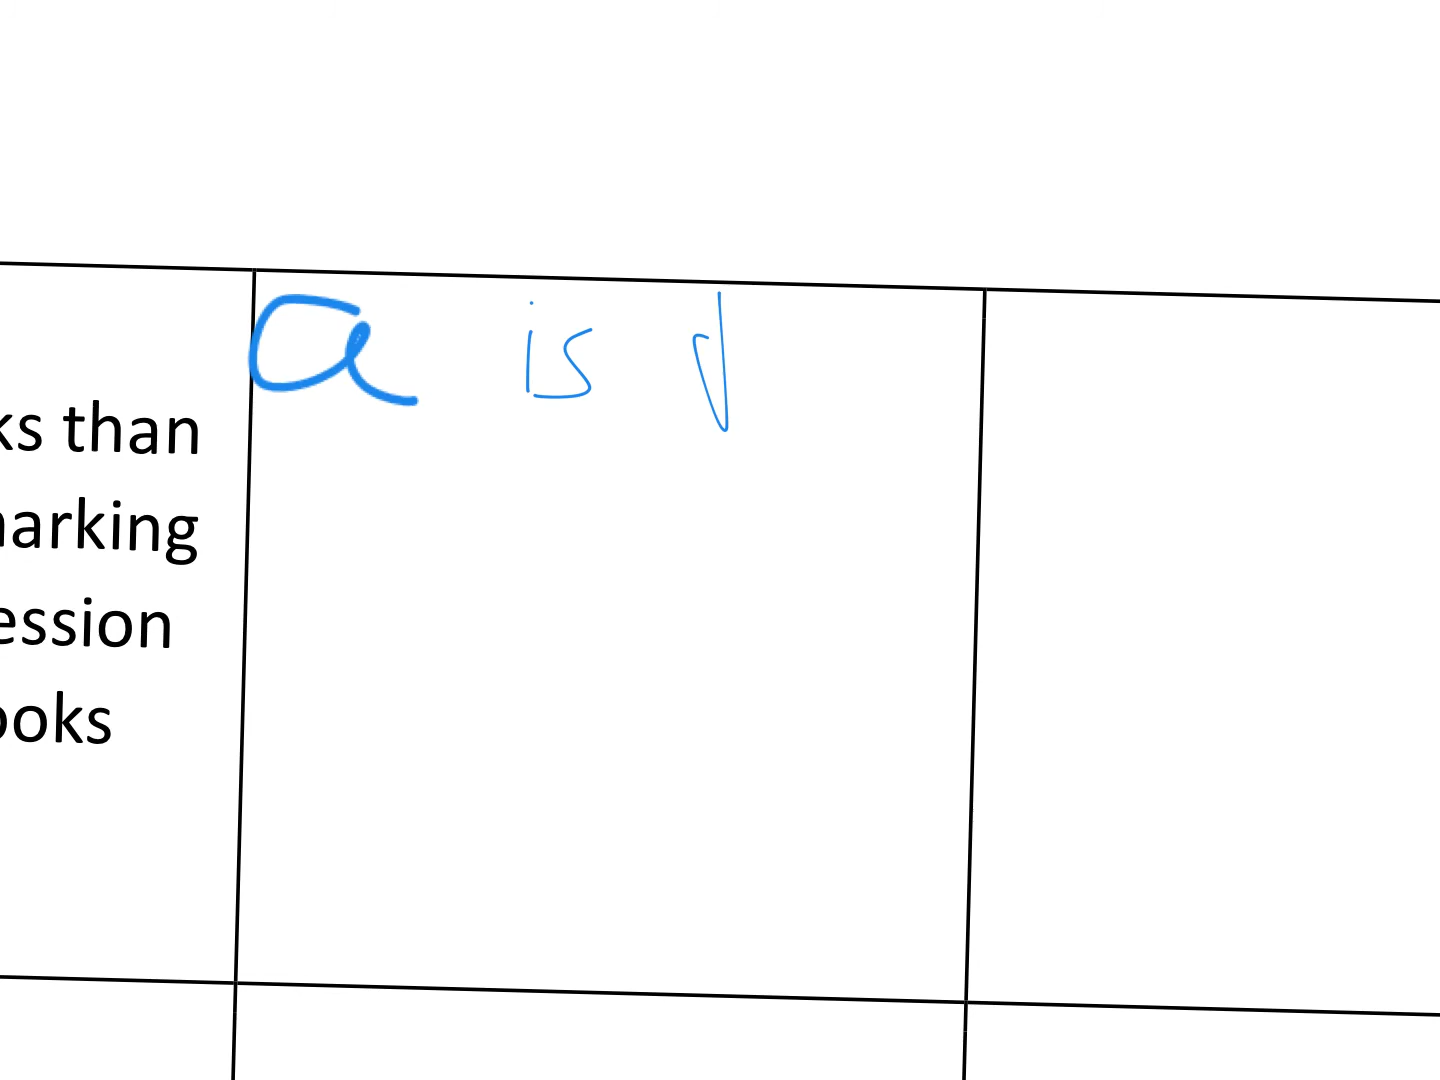 a is
ks than
arking
ession
ooks